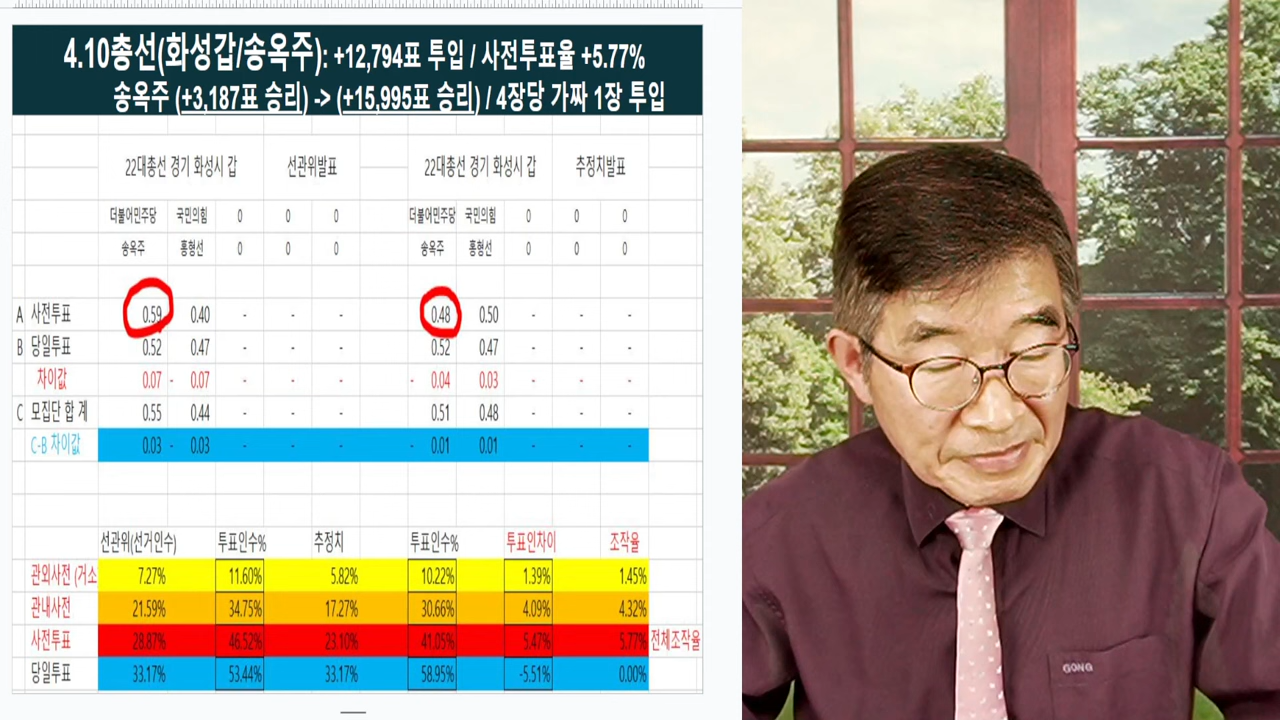 4.10총선(화성갑/송옥주): +12,794표 투입 / 사전투표율 +5.77%
송옥주 (+3,187표 승리) -> (+15,995표 승리) / 4장당 가짜 1장 투입
22대총선 경기 화성시 갑 선관위발표 22대총선 경기 화성시 갑 추정치발표
더불어민주당 국민의힘 0 0 0 더불어민주당 국민의힘 0 0 0
송옥주 홍형선 0 0 0 송옥주 홍형선 0 0 0
A 사전투표 0.59 0.40 - - - 0.48 0.50 - - -
B 당일투표 0.52 0.47 - - - 0.52 0.47 - - -
차이값 0.07 - 0.07 - - - - 0.04 0.03 - - -
C 모집단 합 계 0.55 0.44 - - - 0.51 0.48 - - -
C-B 차이값 0.03 - 0.03 - - - - 0.01 0.01 - - -
선관위(선거인수) 투표인수% 추정치 투표인수% 투표인차이 조작율
관외사전 (거소 7.27% 11.60% 5.82% 10.22% 1.39% 1.45%
관내사전 21.59% 34.75% 17.27% 30.66% 4.09% 4.32%
사전투표 28.87% 46.52% 23.10% 41.05% 5.47% 5.77% 전체조작율
당일투표 33.17% 53.44% 33.17% 58.95% -5.51% 0.00%
GONG